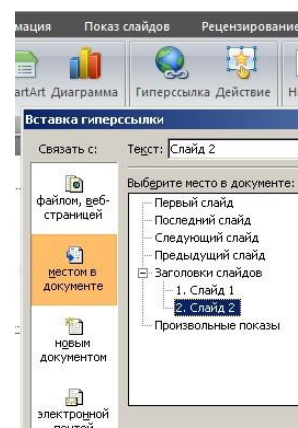 мация Показ слайдов Рецензирование
artArt Диаграмма Гиперссылка Действие На
Вставка гиперссылки
Связать с: Текст: Слайд 2
Выберите место в документе:
файлом, веб-
страницей
местом в
документе
новым
документом
электронной
почтой
Первый слайд
Последний слайд
Следующий слайд
Предыдущий слайд
Заголовки слайдов
1. Слайд 1
2. Слайд 2
Произвольные показы